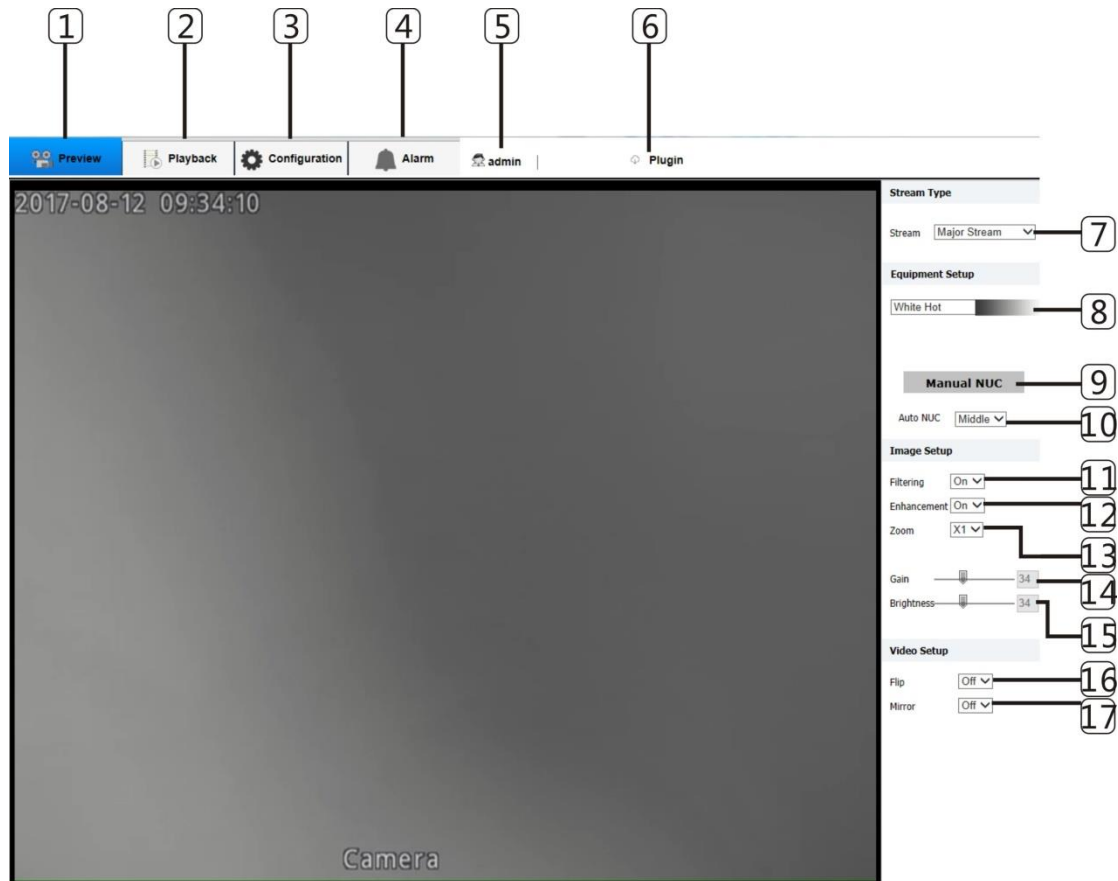 1 2 3 4 5 6
Preview Playback Configuration Alarm admin | Plugin
2017-08-12 09:34:10
Stream Type
Stream Major Stream 7
Equipment Setup
White Hot 8
Manual NUC 9
Auto NUC Middle 10
Image Setup
Filtering On 11
Enhancement On 12
Zoom X1 13
Gain 34 14
Brightness 34 15
Video Setup
Flip Off 16
Mirror Off 17
Camera